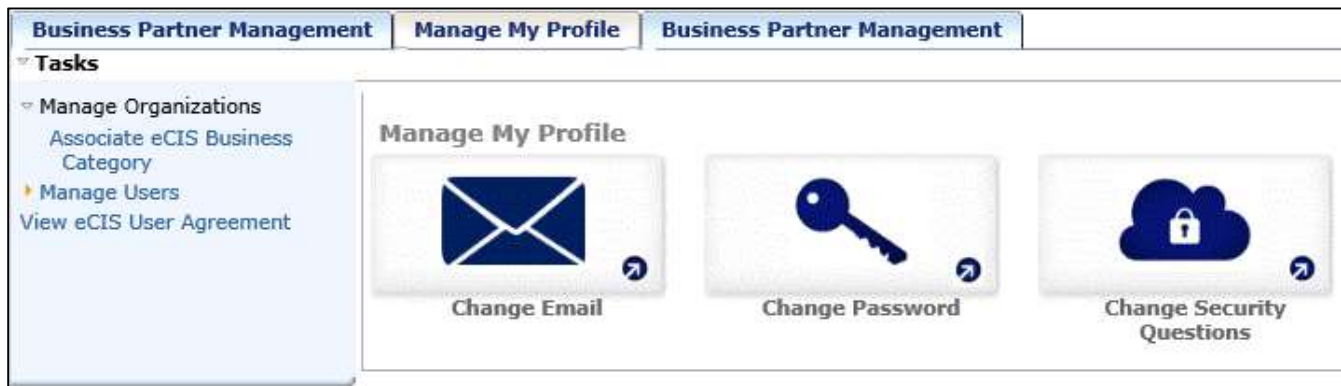 Business Partner Management
Manage My Profile
Business Partner Management
Tasks
Manage Organizations
Associate eCIS Business
Category
Manage Users
View eCIS User Agreement
Manage My Profile
Change Email
Change Password
Change Security
Questions